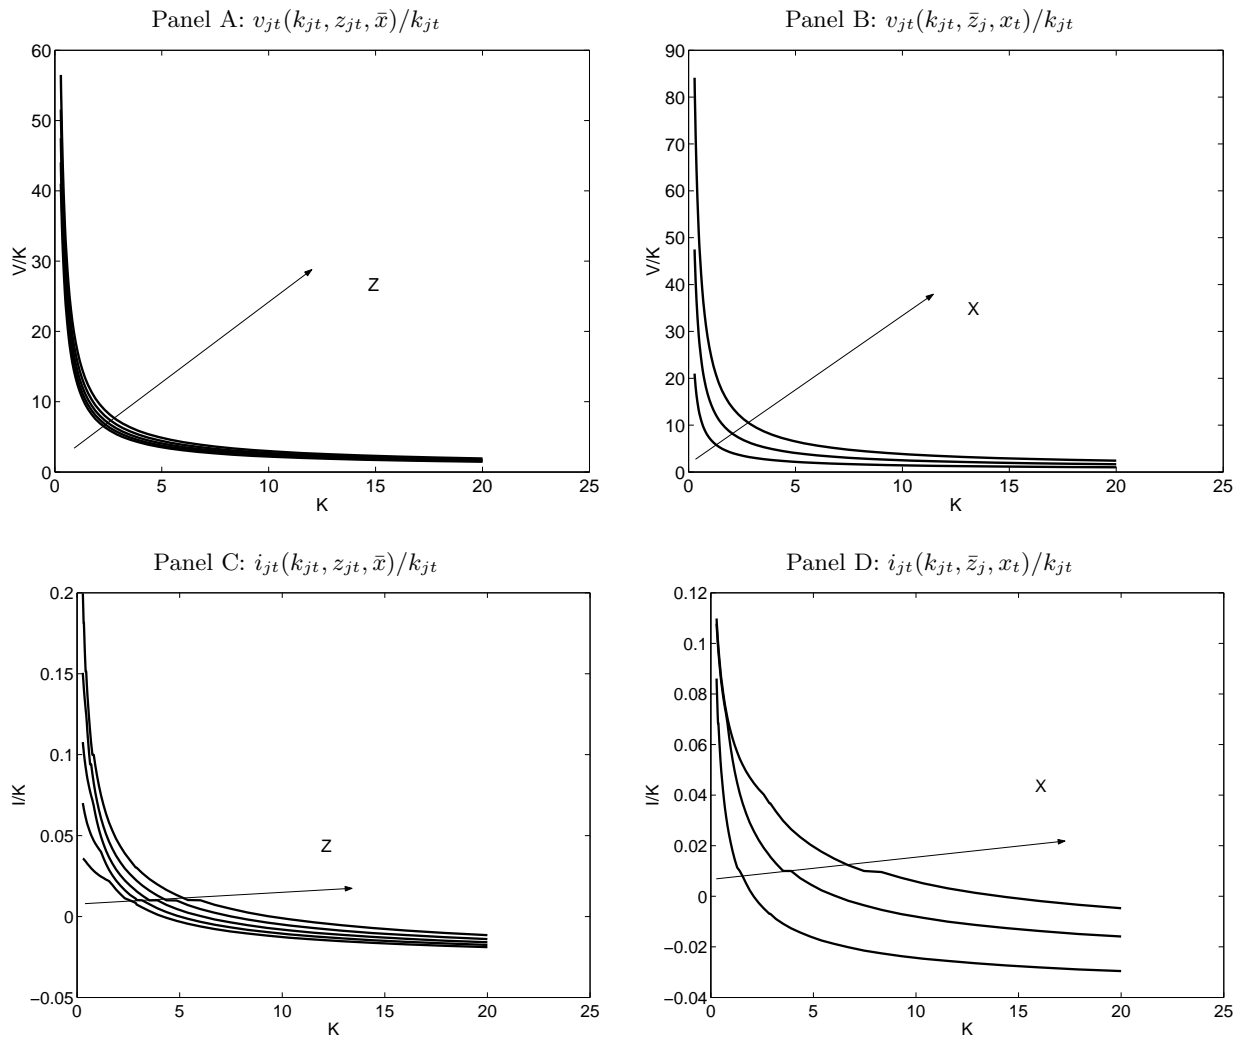 Panel A: v_{jt}(k_{jt}, z_{jt}, x̄)/k_{jt}
60
50
40
30
20
10
0
V/K
Z
0 5 10 15 20 25
K
Panel B: v_{jt}(k_{jt}, z̄_j, x_t)/k_{jt}
90
80
70
60
50
40
30
20
10
0
V/K
X
0 5 10 15 20 25
K
Panel C: i_{jt}(k_{jt}, z_{jt}, x̄)/k_{jt}
0.2
0.15
0.1
0.05
0
−0.05
I/K
Z
0 5 10 15 20 25
K
Panel D: i_{jt}(k_{jt}, z̄_j, x_t)/k_{jt}
0.12
0.1
0.08
0.06
0.04
0.02
0
−0.02
−0.04
I/K
X
0 5 10 15 20 25
K